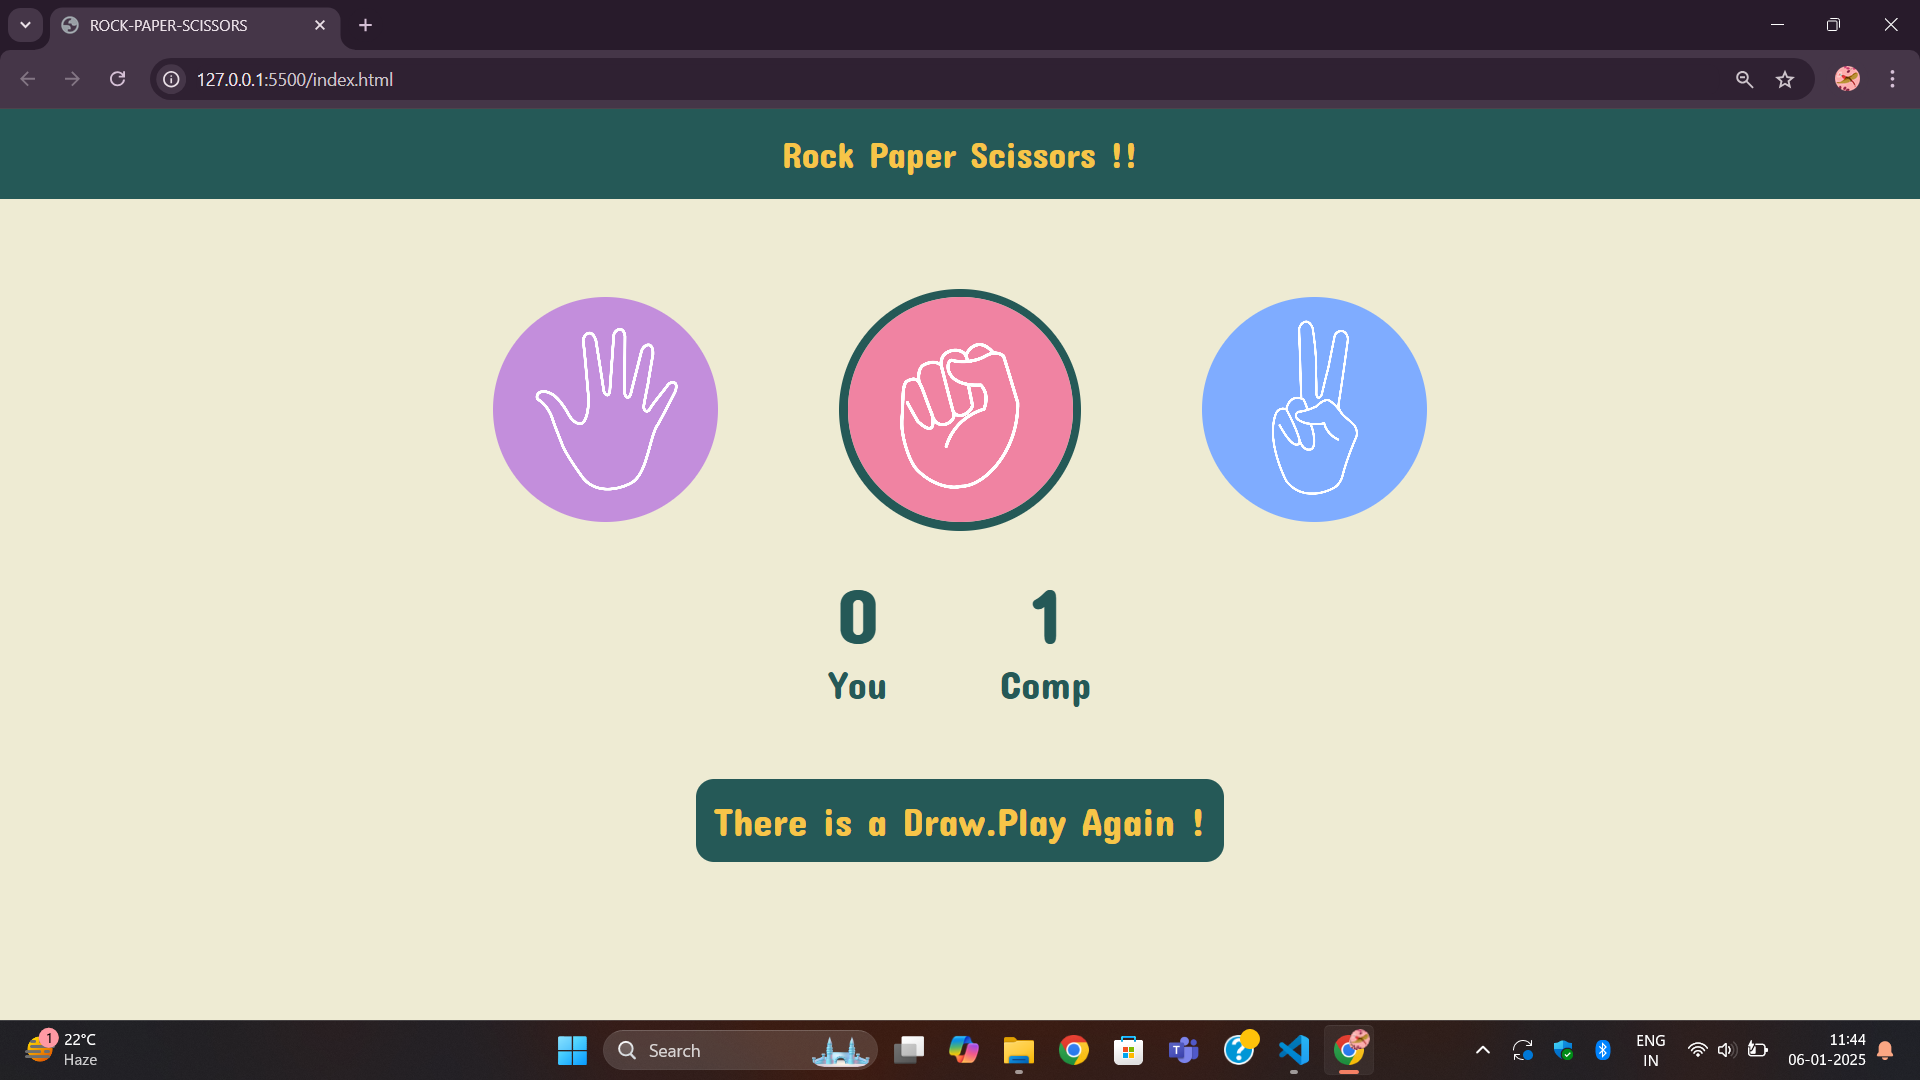 ROCK-PAPER-SCISSORS
127.0.0.1:5500/index.html
Rock Paper Scissors !!
0 1
You Comp
There is a Draw.Play Again !
1
22°C
Haze
Search
T
?
ENG
IN
11:44
06-01-2025